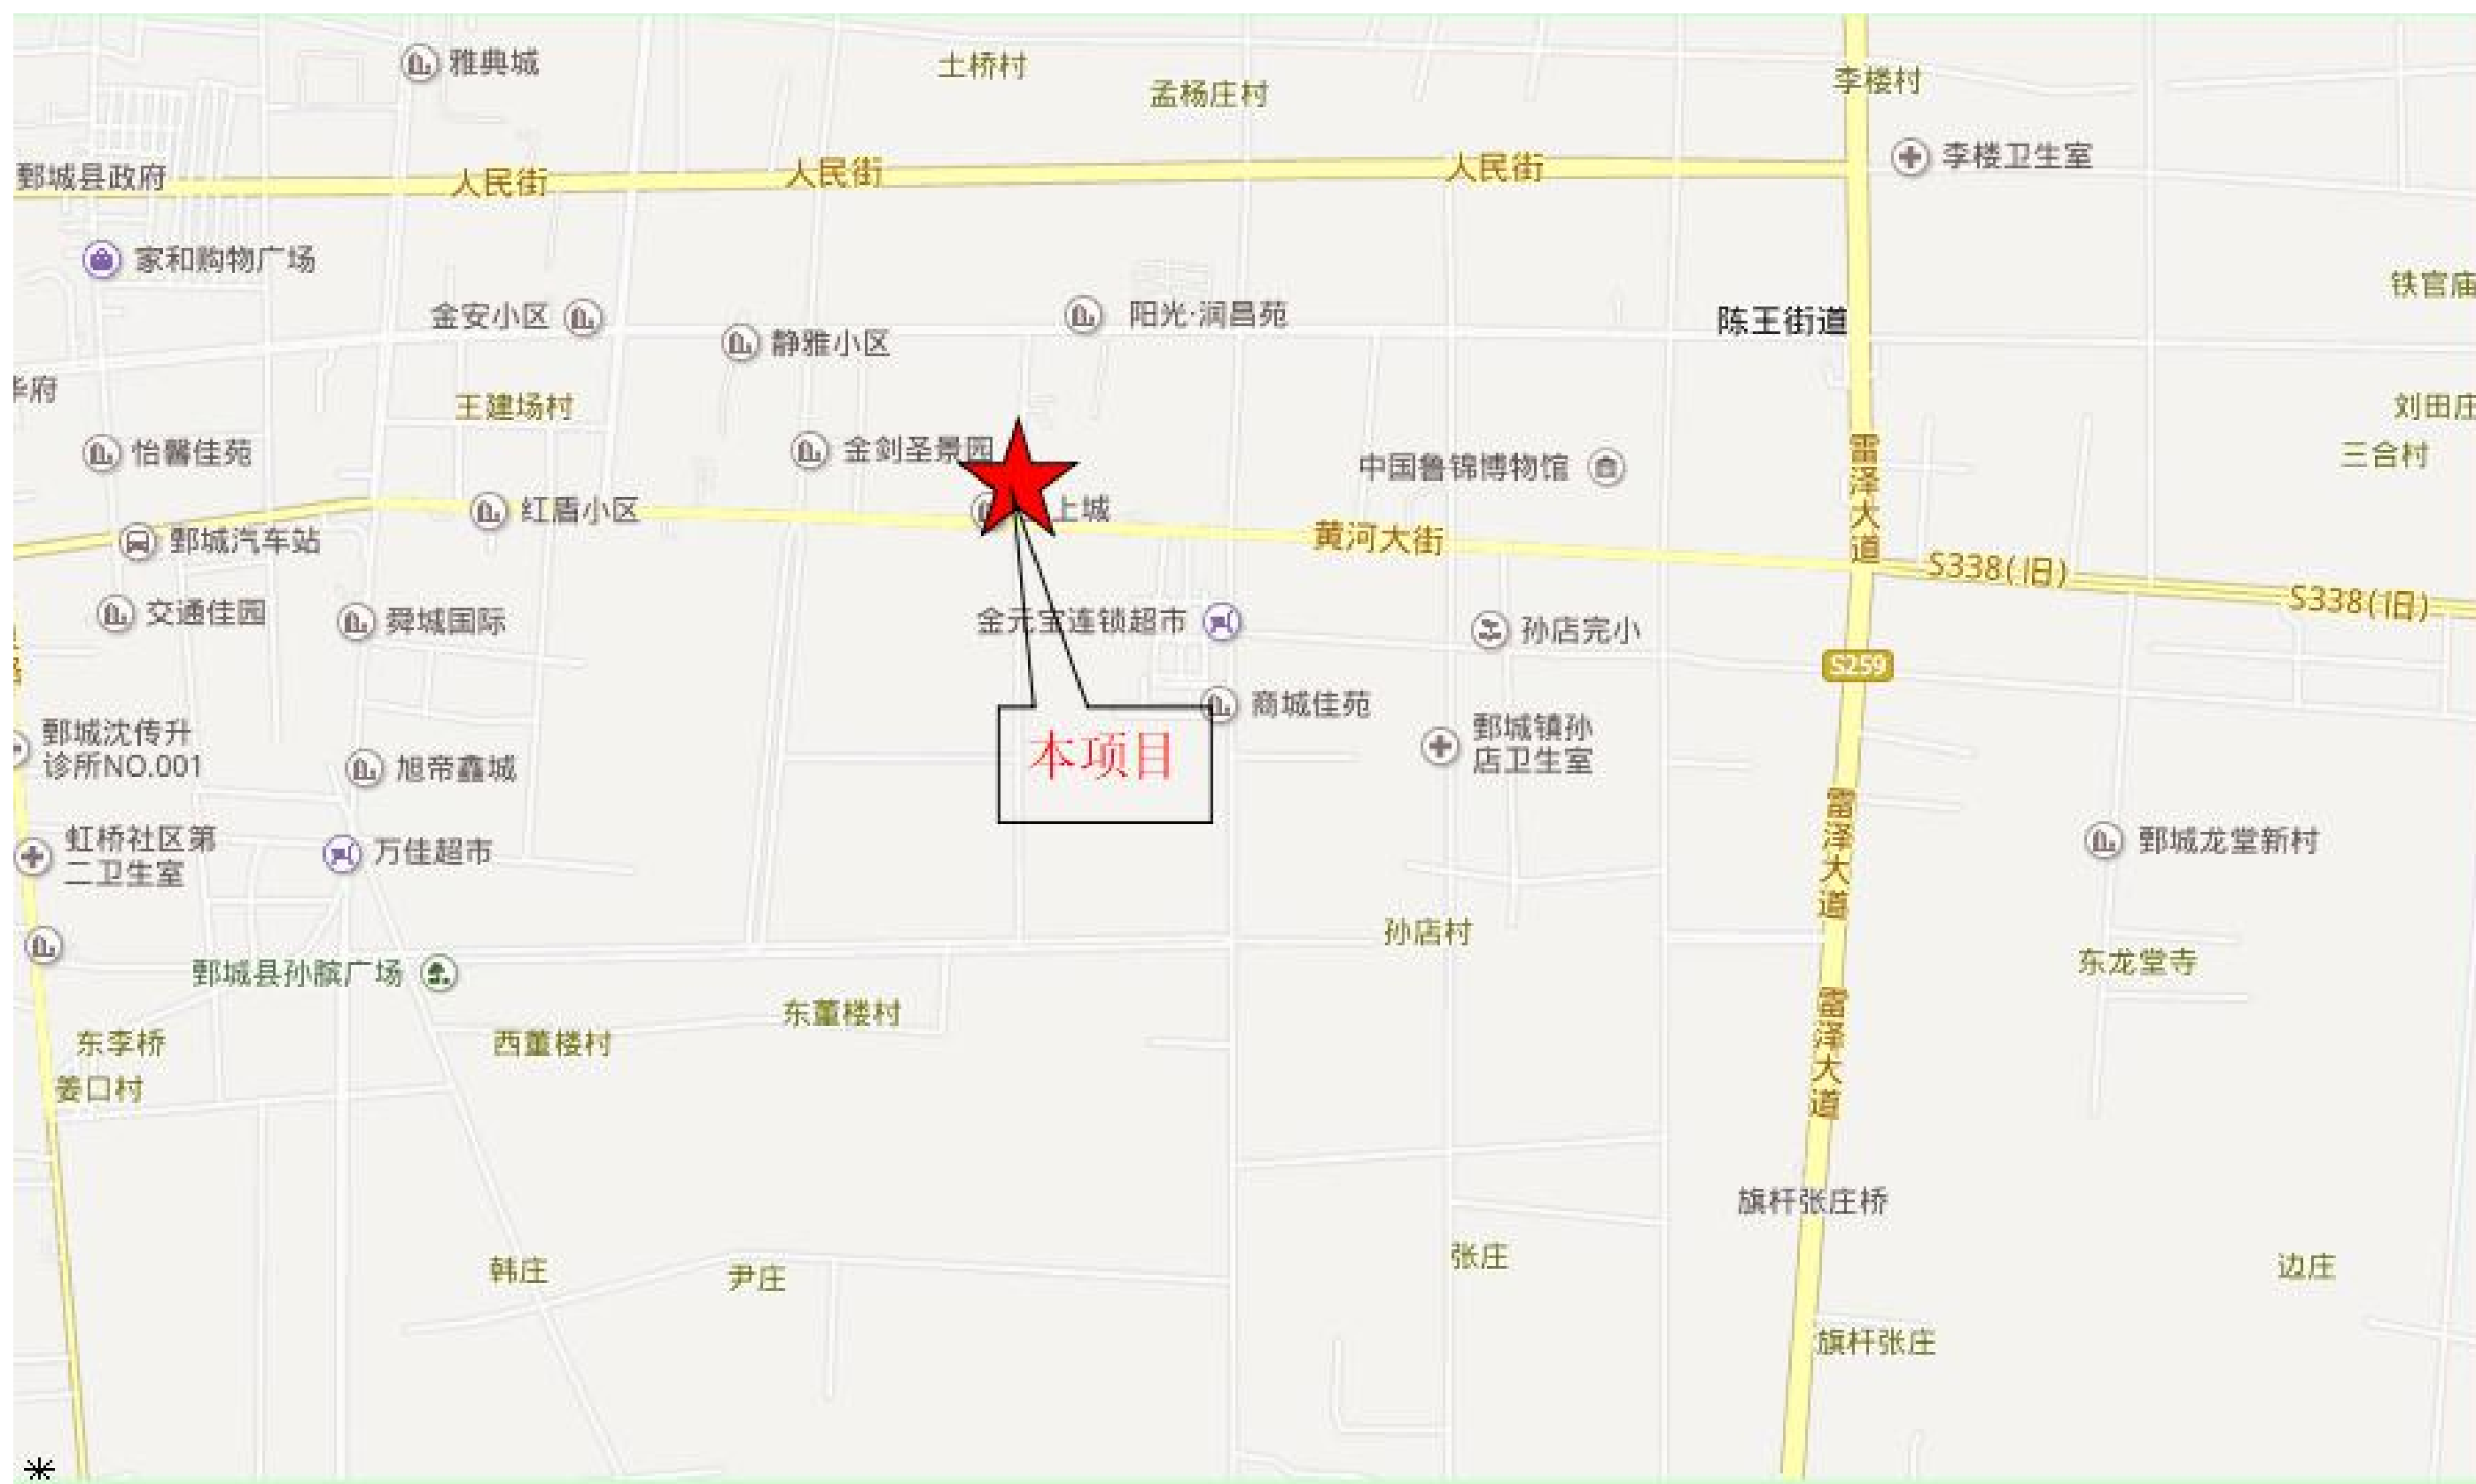 雅典城
土桥村
孟杨庄村
李楼村
李楼卫生室
鄄城县政府
人民街
人民街
人民街
家和购物广场
铁官庙
金安小区
静雅小区
阳光·润昌苑
陈王街道
华府
王建场村
刘田庄
三合村
怡馨佳苑
金剑圣景园
中国鲁锦博物馆
雷泽大道
红盾小区
上城
黄河大街
鄄城汽车站
S338(旧)
S338(旧)
交通佳园
舜城国际
金元宝连锁超市
孙店完小
S259
商城佳苑
鄄城沈传升
诊所NO.001
旭帝鑫城
本项目
鄄城镇孙
店卫生室
雷泽大道
虹桥社区第
二卫生室
万佳超市
鄄城龙堂新村
孙店村
鄄城县孙膑广场
东龙堂寺
东董楼村
西董楼村
雷泽大道
东李桥
姜口村
旗杆张庄桥
韩庄
尹庄
张庄
边庄
旗杆张庄